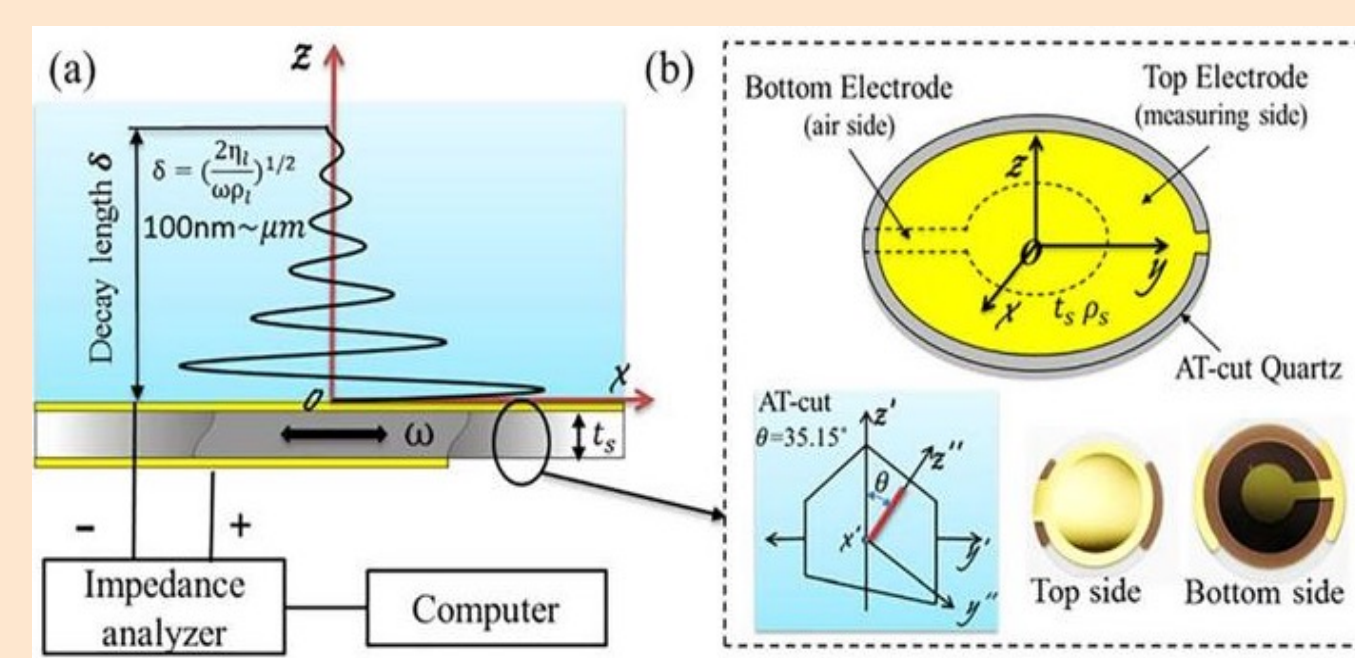 (a)
z
Decay length δ
δ = (2η_l/ωρ_l)^1/2
100nm~μm
O
x
ω
t_s
-
+
Impedance
analyzer
Computer
(b)
Bottom Electrode
(air side)
Top Electrode
(measuring side)
z
O
y
x
t_s ρ_s
AT-cut Quartz
AT-cut
θ=35.15°
z'
z''
θ
x'
y'
y''
Top side
Bottom side